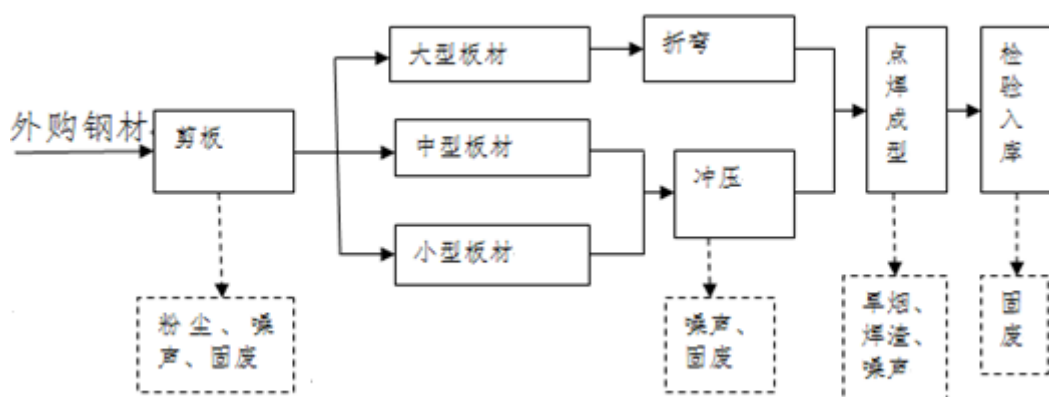 外购钢材
剪板
大型板材
中型板材
小型板材
折弯
冲压
点焊成型
检验入库
粉尘、噪
声、固废
噪声、
固废
旱烟、
焊渣、
噪声
固废